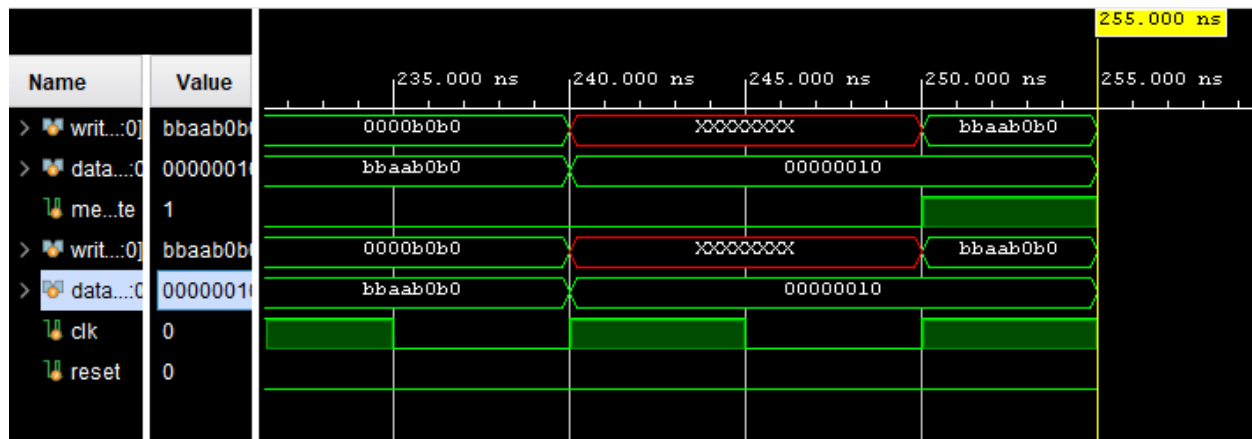 255.000 ns
Name Value 235.000 ns 240.000 ns 245.000 ns 250.000 ns 255.000 ns
writ...:0] bbaab0b 0000b0b0 XXXXXXXX bbaab0b0
data...:0 0000001 bbaab0b0 00000010
me...te 1
writ...:0] bbaab0b 0000b0b0 XXXXXXXX bbaab0b0
data...:0 0000001 bbaab0b0 00000010
clk 0
reset 0